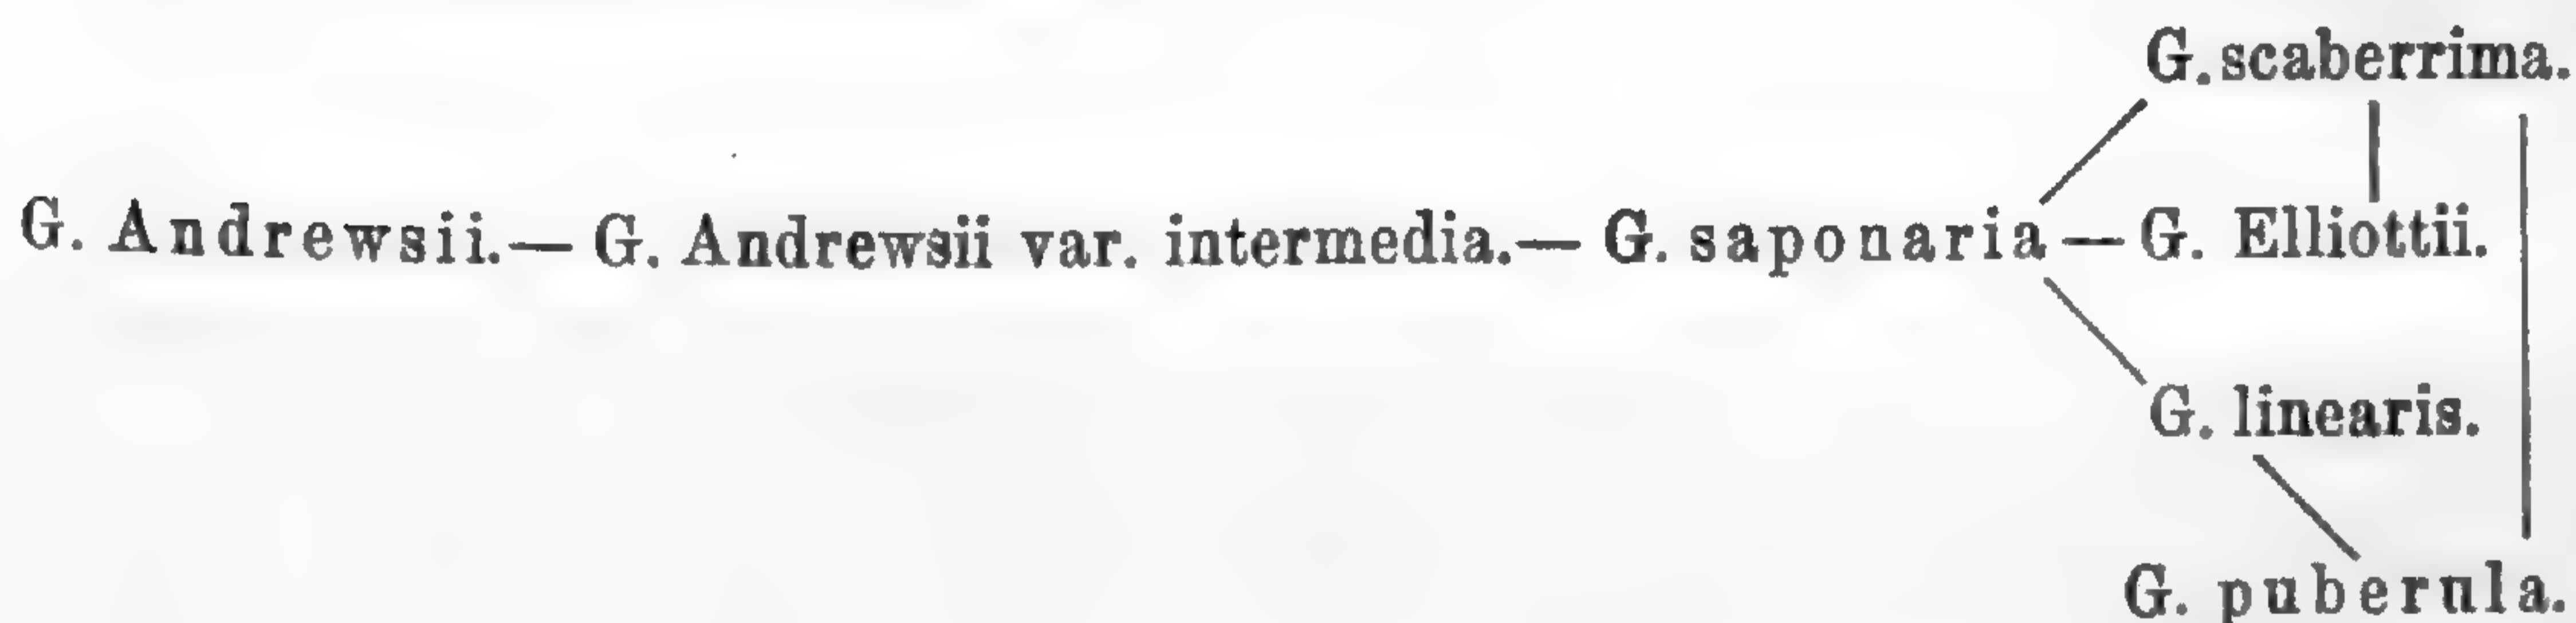 G. scaberrima.
G. Andrewsii.— G. Andrewsii var. intermedia.— G. saponaria — G. Elliottii.
G. linearis.
G. puberula.